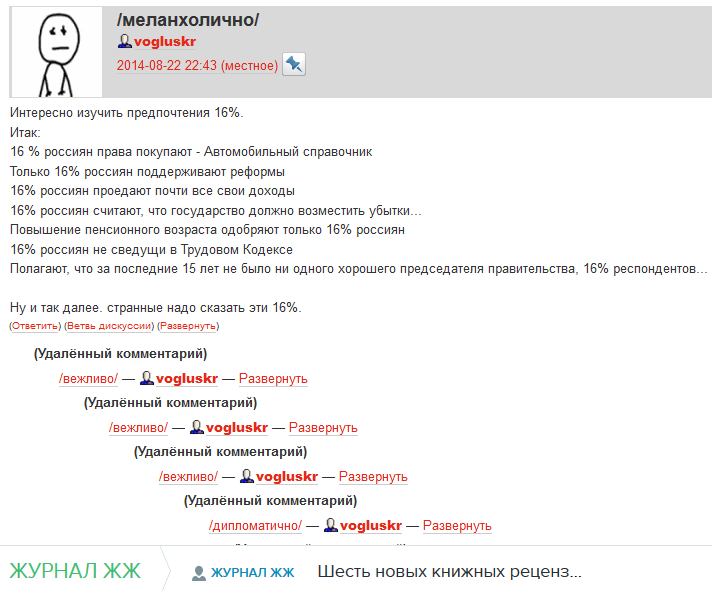 /меланхолично/
vogluskr
2014-08-22 22:43 (местное)
Интересно изучить предпочтения 16%.
Итак:
16 % россиян права покупают - Автомобильный справочник
Только 16% россиян поддерживают реформы
16% россиян проедают почти все свои доходы
16% россиян считают, что государство должно возместить убытки...
Повышение пенсионного возраста одобряют только 16% россиян
16% россиян не сведущи в Трудовом Кодексе
Полагают, что за последние 15 лет не было ни одного хорошего председателя правительства, 16% респондентов...
Ну и так далее. странные надо сказать эти 16%.
(Ответить) (Ветвь дискуссии) (Развернуть)
(Удалённый комментарий)
/вежливо/ — vogluskr — Развернуть
(Удалённый комментарий)
/вежливо/ — vogluskr — Развернуть
(Удалённый комментарий)
/вежливо/ — vogluskr — Развернуть
(Удалённый комментарий)
/дипломатично/ — vogluskr — Развернуть
ЖУРНАЛ ЖЖ ЖУРНАЛ ЖЖ Шесть новых книжных реценз...